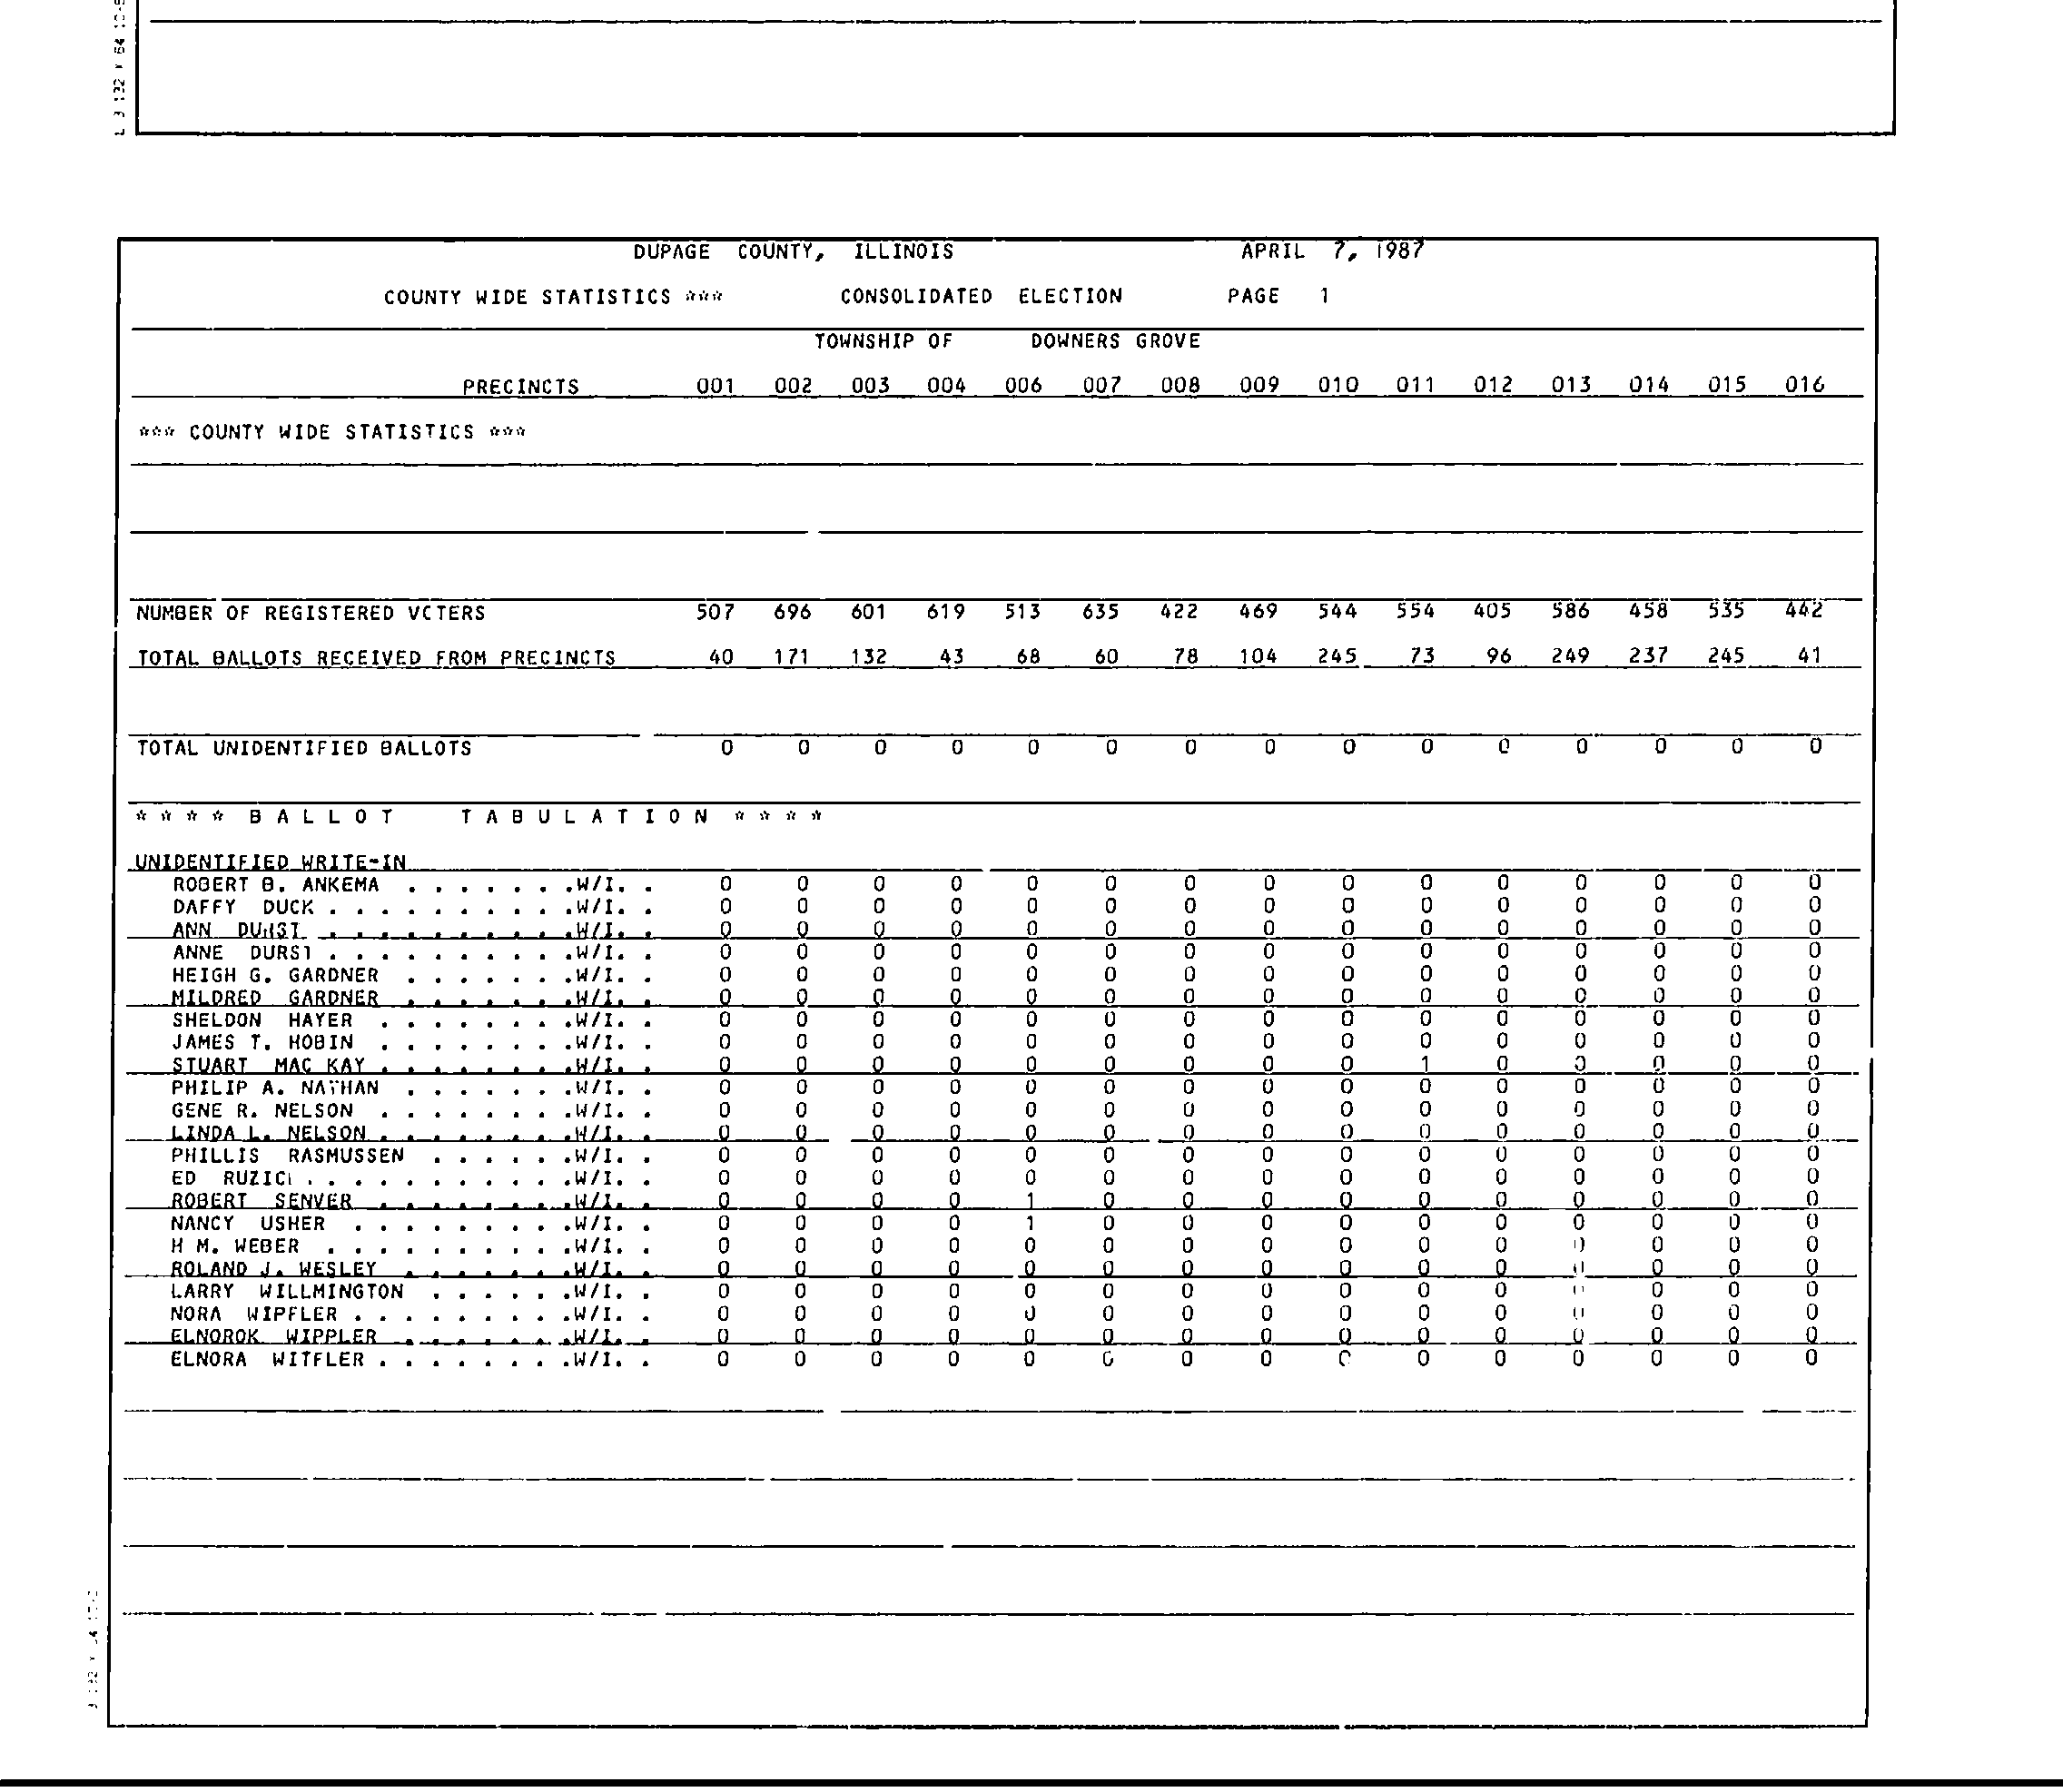 DUPAGE COUNTY, ILLINOIS APRIL 7, 1987
COUNTY WIDE STATISTICS *** CONSOLIDATED ELECTION PAGE 1
TOWNSHIP OF DOWNERS GROVE
PRECINCTS 001 002 003 004 006 007 008 009 010 011 012 013 014 015 016
*** COUNTY WIDE STATISTICS ***
NUMBER OF REGISTERED VCTERS 507 696 601 619 513 635 422 469 544 554 405 586 458 535 442
TOTAL BALLOTS RECEIVED FROM PRECINCTS 40 171 132 43 68 60 78 104 245 73 96 249 237 245 41
TOTAL UNIDENTIFIED BALLOTS 0 0 0 0 0 0 0 0 0 0 0 0 0 0 0
* * * * B A L L O T T A B U L A T I O N * * * *
UNIDENTIFIED WRITE-IN
ROBERT B. ANKEMA . . . . . . .W/I. . 0 0 0 0 0 0 0 0 0 0 0 0 0 0 0
DAFFY DUCK . . . . . . . . . .W/I. . 0 0 0 0 0 0 0 0 0 0 0 0 0 0 0
ANN DURST . . . . . . . . . .W/I. . 0 0 0 0 0 0 0 0 0 0 0 0 0 0 0
ANNE DURST . . . . . . . . . .W/I. . 0 0 0 0 0 0 0 0 0 0 0 0 0 0 0
HEIGH G. GARDNER . . . . . . .W/I. . 0 0 0 0 0 0 0 0 0 0 0 0 0 0 0
MILDRED GARDNER . . . . . . .W/I. . 0 0 0 0 0 0 0 0 0 0 0 0 0 0 0
SHELDON HAYER . . . . . . . .W/I. . 0 0 0 0 0 0 0 0 0 0 0 0 0 0 0
JAMES T. HOBIN . . . . . . . .W/I. . 0 0 0 0 0 0 0 0 0 0 0 0 0 0 0
STUART MAC KAY . . . . . . . .W/I. . 0 0 0 0 0 0 0 0 0 1 0 0 0 0 0
PHILIP A. NATHAN . . . . . . .W/I. . 0 0 0 0 0 0 0 0 0 0 0 0 0 0 0
GENE R. NELSON . . . . . . . .W/I. . 0 0 0 0 0 0 0 0 0 0 0 0 0 0 0
LINDA L. NELSON . . . . . . . .W/I. . 0 0 0 0 0 0 0 0 0 0 0 0 0 0 0
PHILLIS RASMUSSEN . . . . . .W/I. . 0 0 0 0 0 0 0 0 0 0 0 0 0 0 0
ED . . . . . . . . . .W/I. . 0 0 0 0 0 0 0 0 0 0 0 0 0 0 0
ROBERT SENVER . . . . . . . . .W/I. . 0 0 0 0 1 0 0 0 0 0 0 0 0 0 0
NANCY USHER . . . . . . . . .W/I. . 0 0 0 0 1 0 0 0 0 0 0 0 0 0 0
H M. WEBER . . . . . . . . . .W/I. . 0 0 0 0 0 0 0 0 0 0 0 0 0 0 0
ROLAND J. WESLEY . . . . . . .W/I. . 0 0 0 0 0 0 0 0 0 0 0 0 0 0 0
LARRY WILLMINGTON . . . . . .W/I. . 0 0 0 0 0 0 0 0 0 0 0 0 0 0 0
NORA WIPFLER . . . . . . . . .W/I. . 0 0 0 0 0 0 0 0 0 0 0 0 0 0 0
ELNOROK WIPPLER . . . . . . .W/I. . 0 0 0 0 0 0 0 0 0 0 0 0 0 0 0
ELNORA WITFLER . . . . . . . .W/I. . 0 0 0 0 0 0 0 0 0 0 0 0 0 0 0